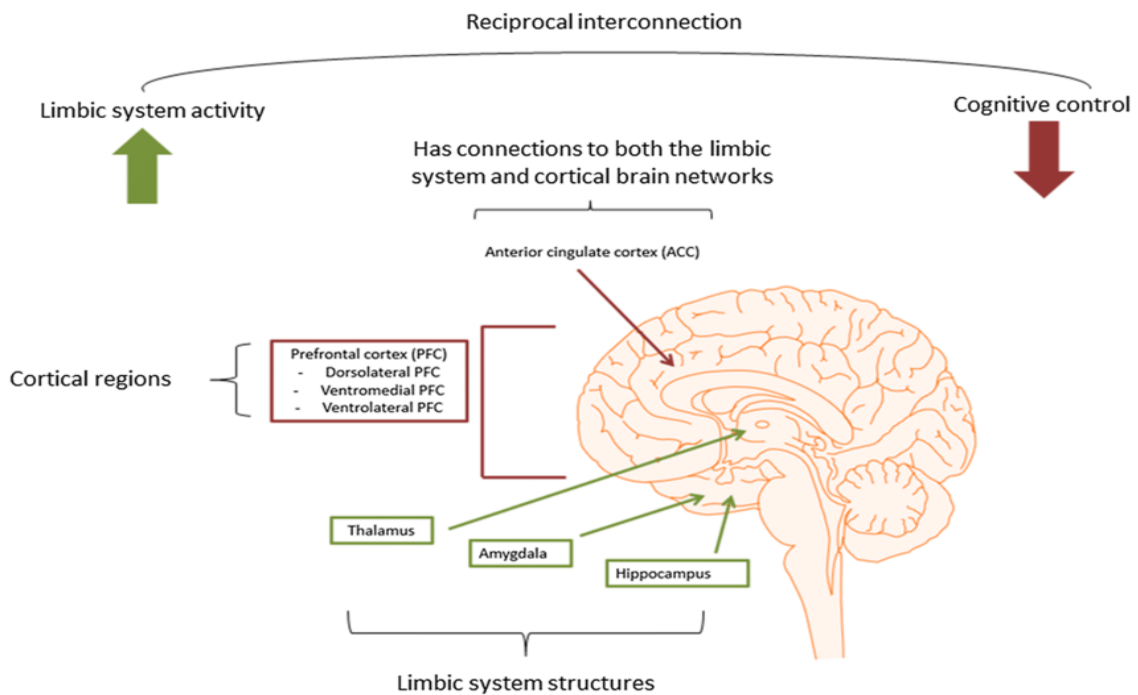 Reciprocal interconnection
Limbic system activity
Cognitive control
Has connections to both the limbic
system and cortical brain networks
Anterior cingulate cortex (ACC)
Cortical regions
Prefrontal cortex (PFC)
- Dorsolateral PFC
- Ventromedial PFC
- Ventrolateral PFC
Thalamus
Amygdala
Hippocampus
Limbic system structures